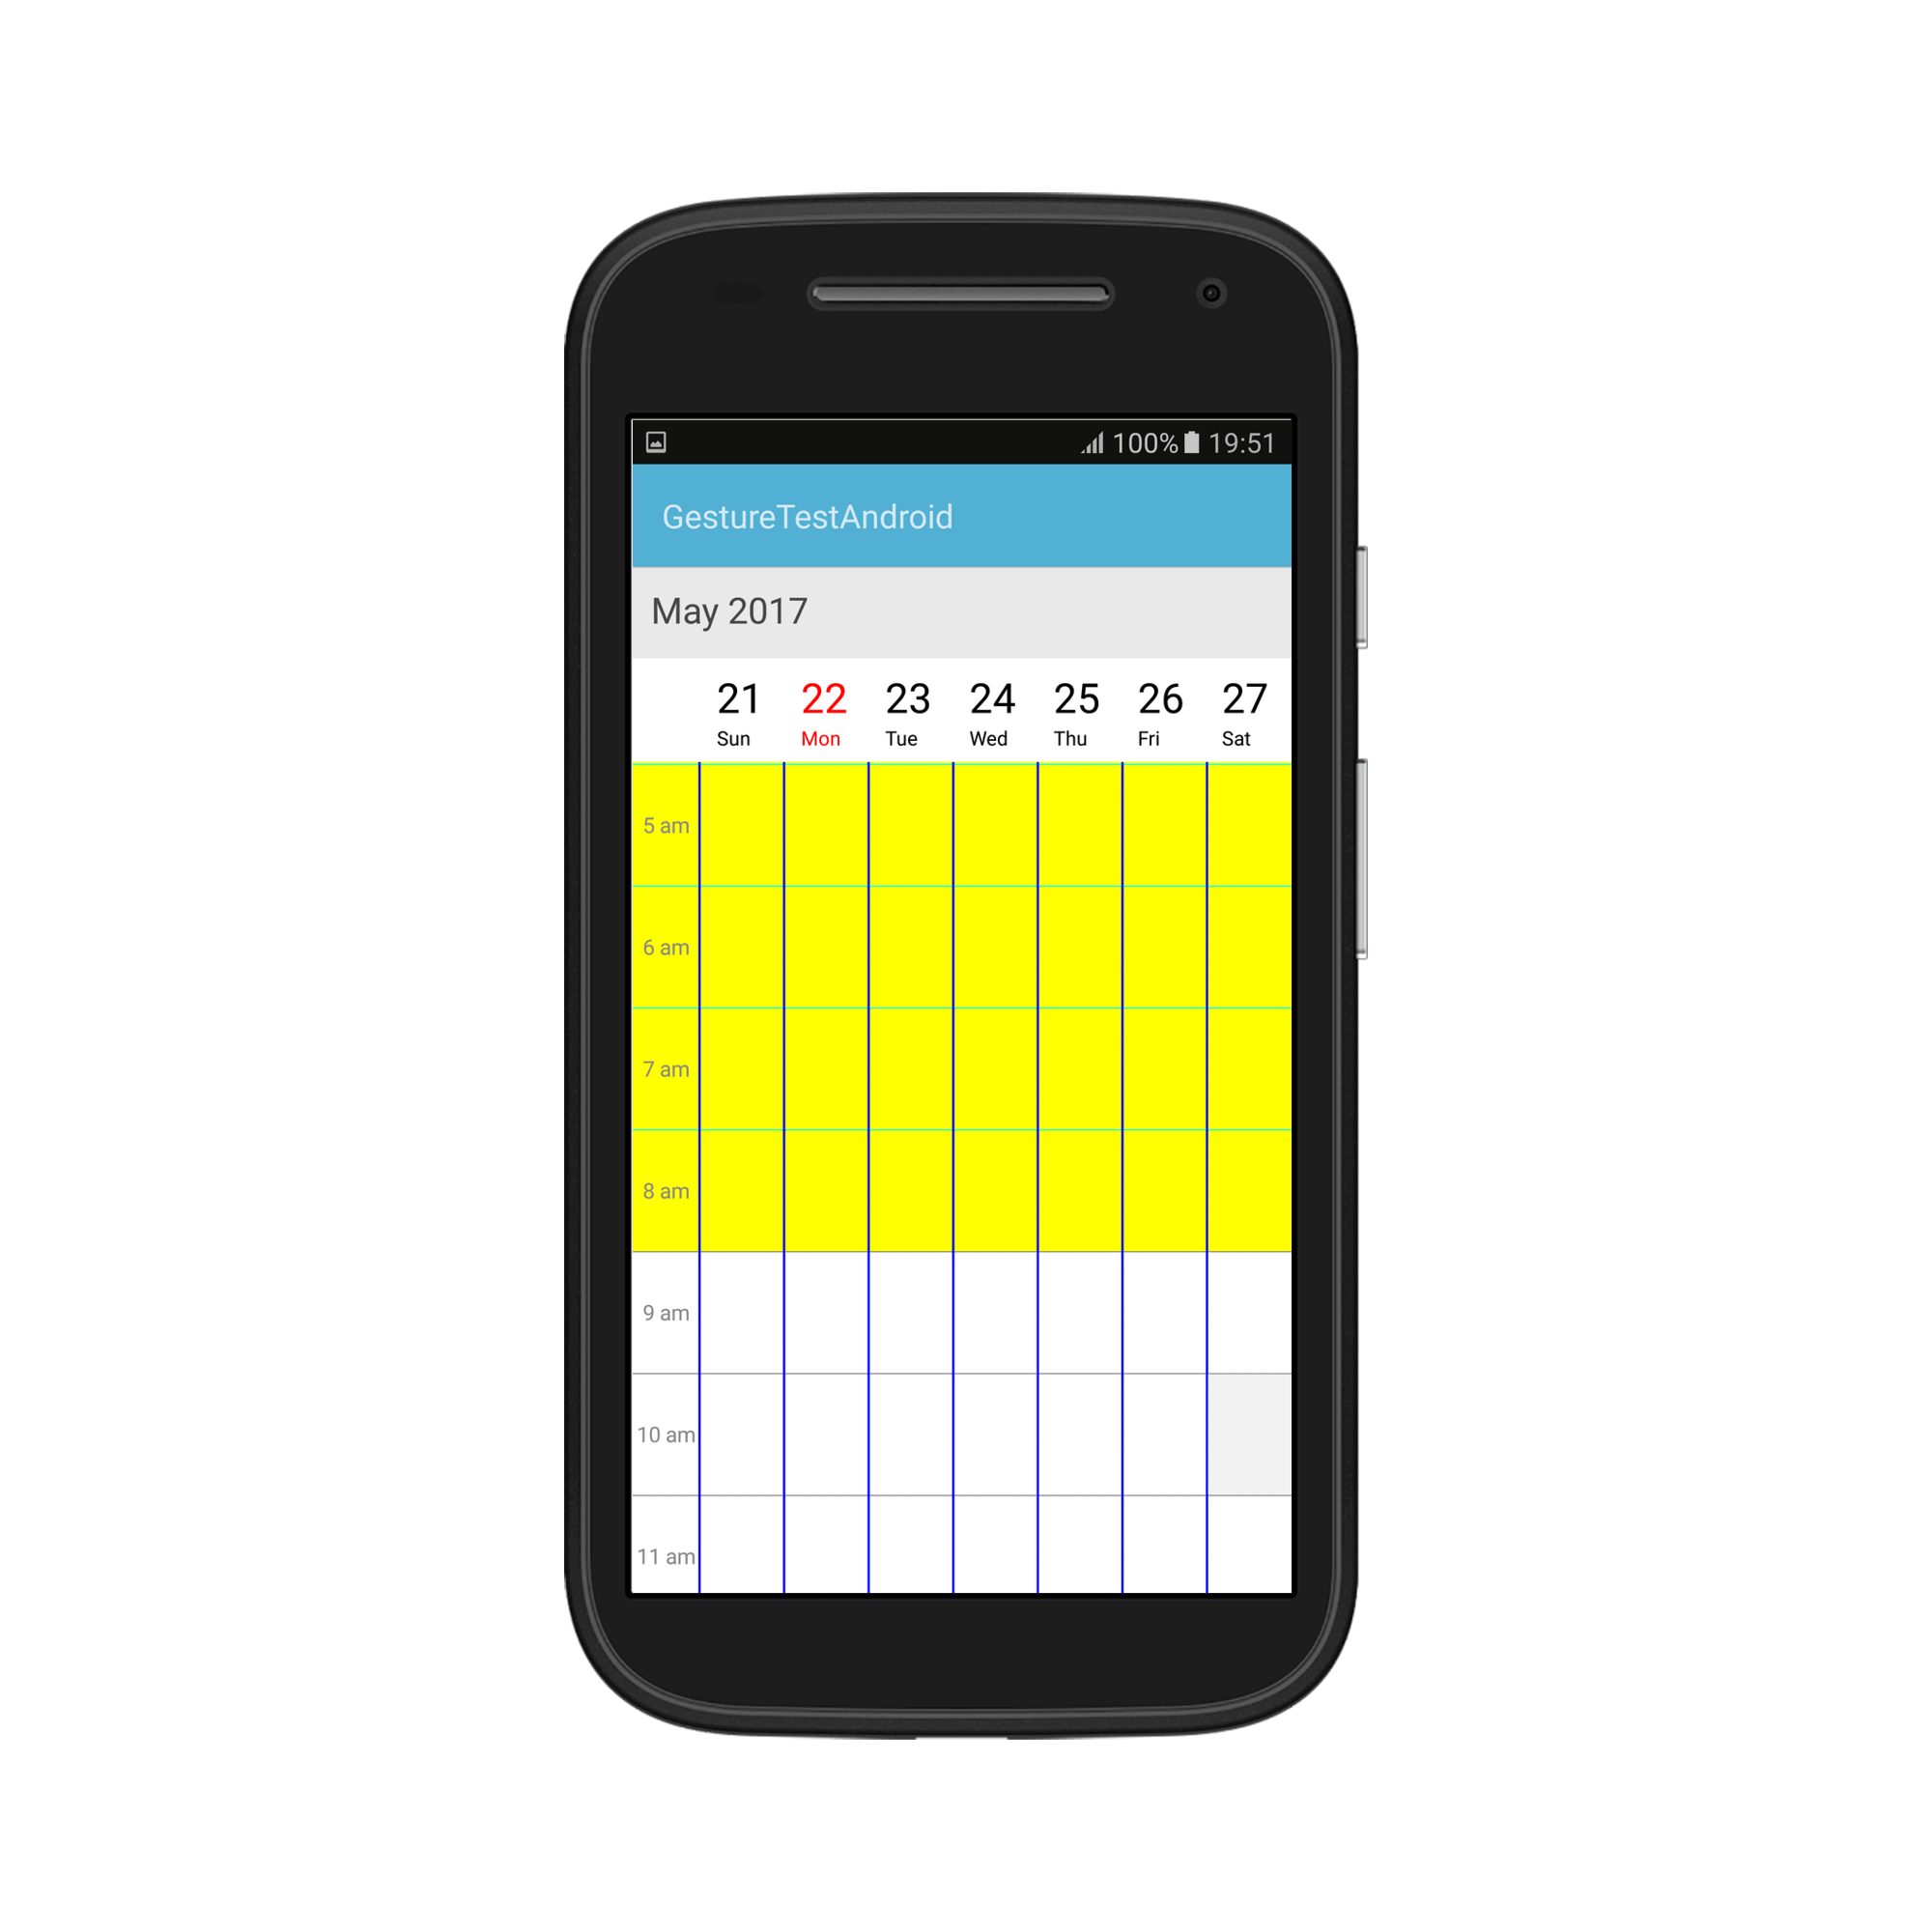 100% 19:51
GestureTestAndroid
May 2017
21 22 23 24 25 26 27
Sun Mon Tue Wed Thu Fri Sat
5 am
6 am
7 am
8 am
9 am
10 am
11 am